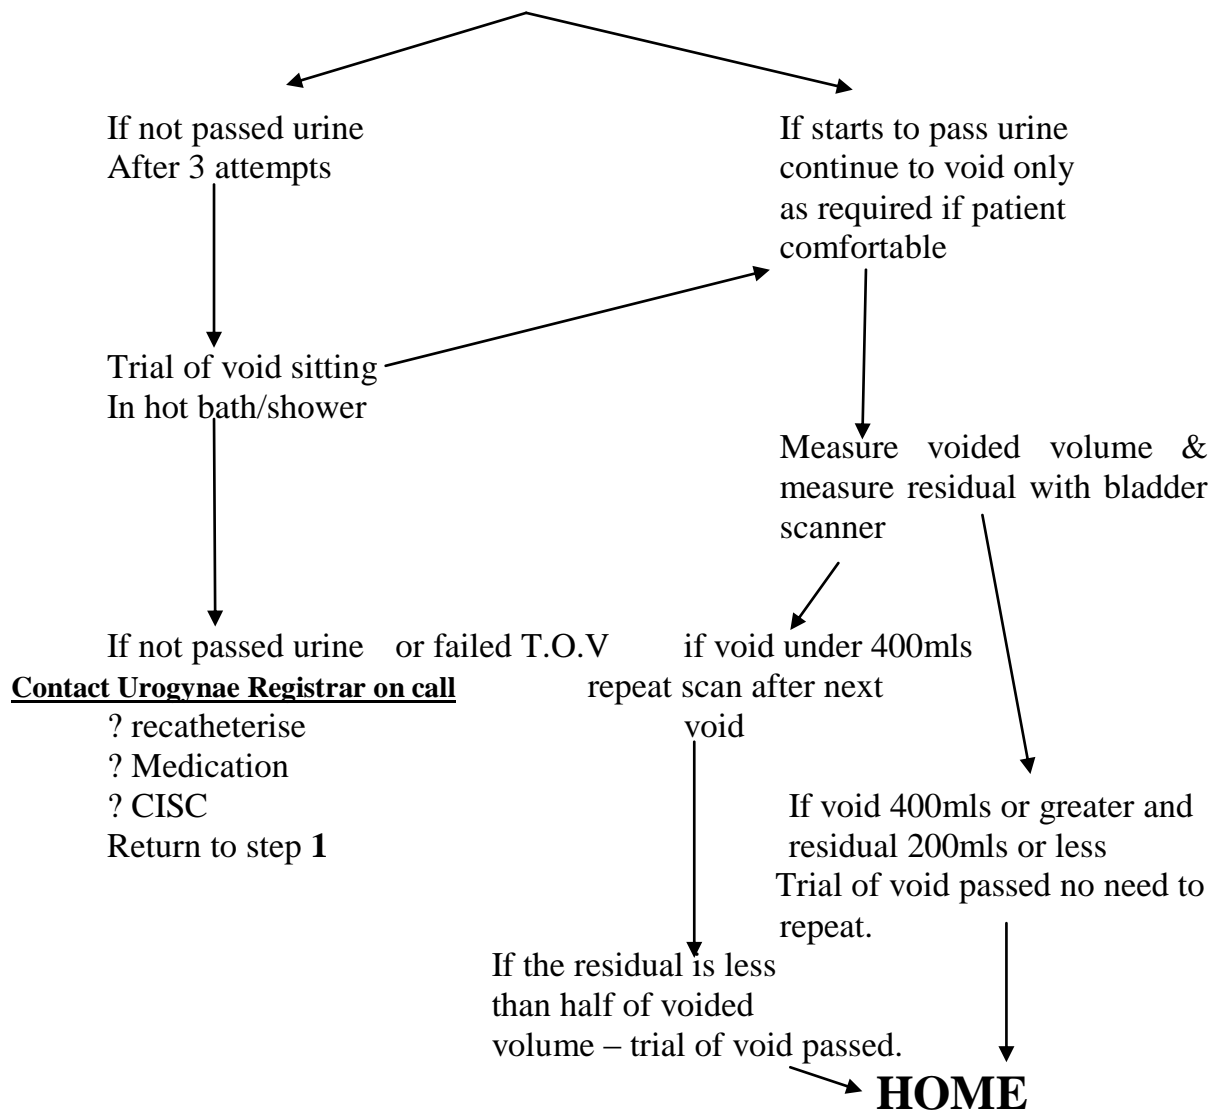 If not passed urine
After 3 attempts
If starts to pass urine
continue to void only
as required if patient
comfortable
Trial of void sitting
In hot bath/shower
Measure voided volume &
measure residual with bladder
scanner
If not passed urine or failed T.O.V
Contact Urogynae Registrar on call
? recatheterise
? Medication
? CISC
Return to step 1
if void under 400mls
repeat scan after next
void
If void 400mls or greater and
residual 200mls or less
Trial of void passed no need to
repeat.
If the residual is less
than half of voided
volume – trial of void passed.
HOME